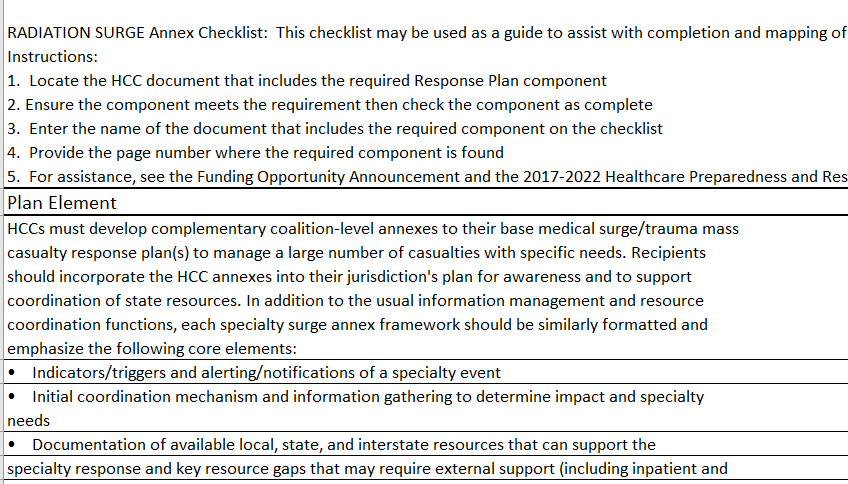 RADIATION SURGE Annex Checklist:  This checklist may be used as a guide to assist with completion and mapping of
Instructions:
1.  Locate the HCC document that includes the required Response Plan component
2. Ensure the component meets the requirement then check the component as complete
3.  Enter the name of the document that includes the required component on the checklist
4.  Provide the page number where the required component is found
5.  For assistance, see the Funding Opportunity Announcement and the 2017-2022 Healthcare Preparedness and Res
Plan Element
HCCs must develop complementary coalition-level annexes to their base medical surge/trauma mass
casualty response plan(s) to manage a large number of casualties with specific needs. Recipients
should incorporate the HCC annexes into their jurisdiction's plan for awareness and to support
coordination of state resources. In addition to the usual information management and resource
coordination functions, each specialty surge annex framework should be similarly formatted and
emphasize the following core elements:
•   Indicators/triggers and alerting/notifications of a specialty event
•   Initial coordination mechanism and information gathering to determine impact and specialty
needs
•   Documentation of available local, state, and interstate resources that can support the
specialty response and key resource gaps that may require external support (including inpatient and